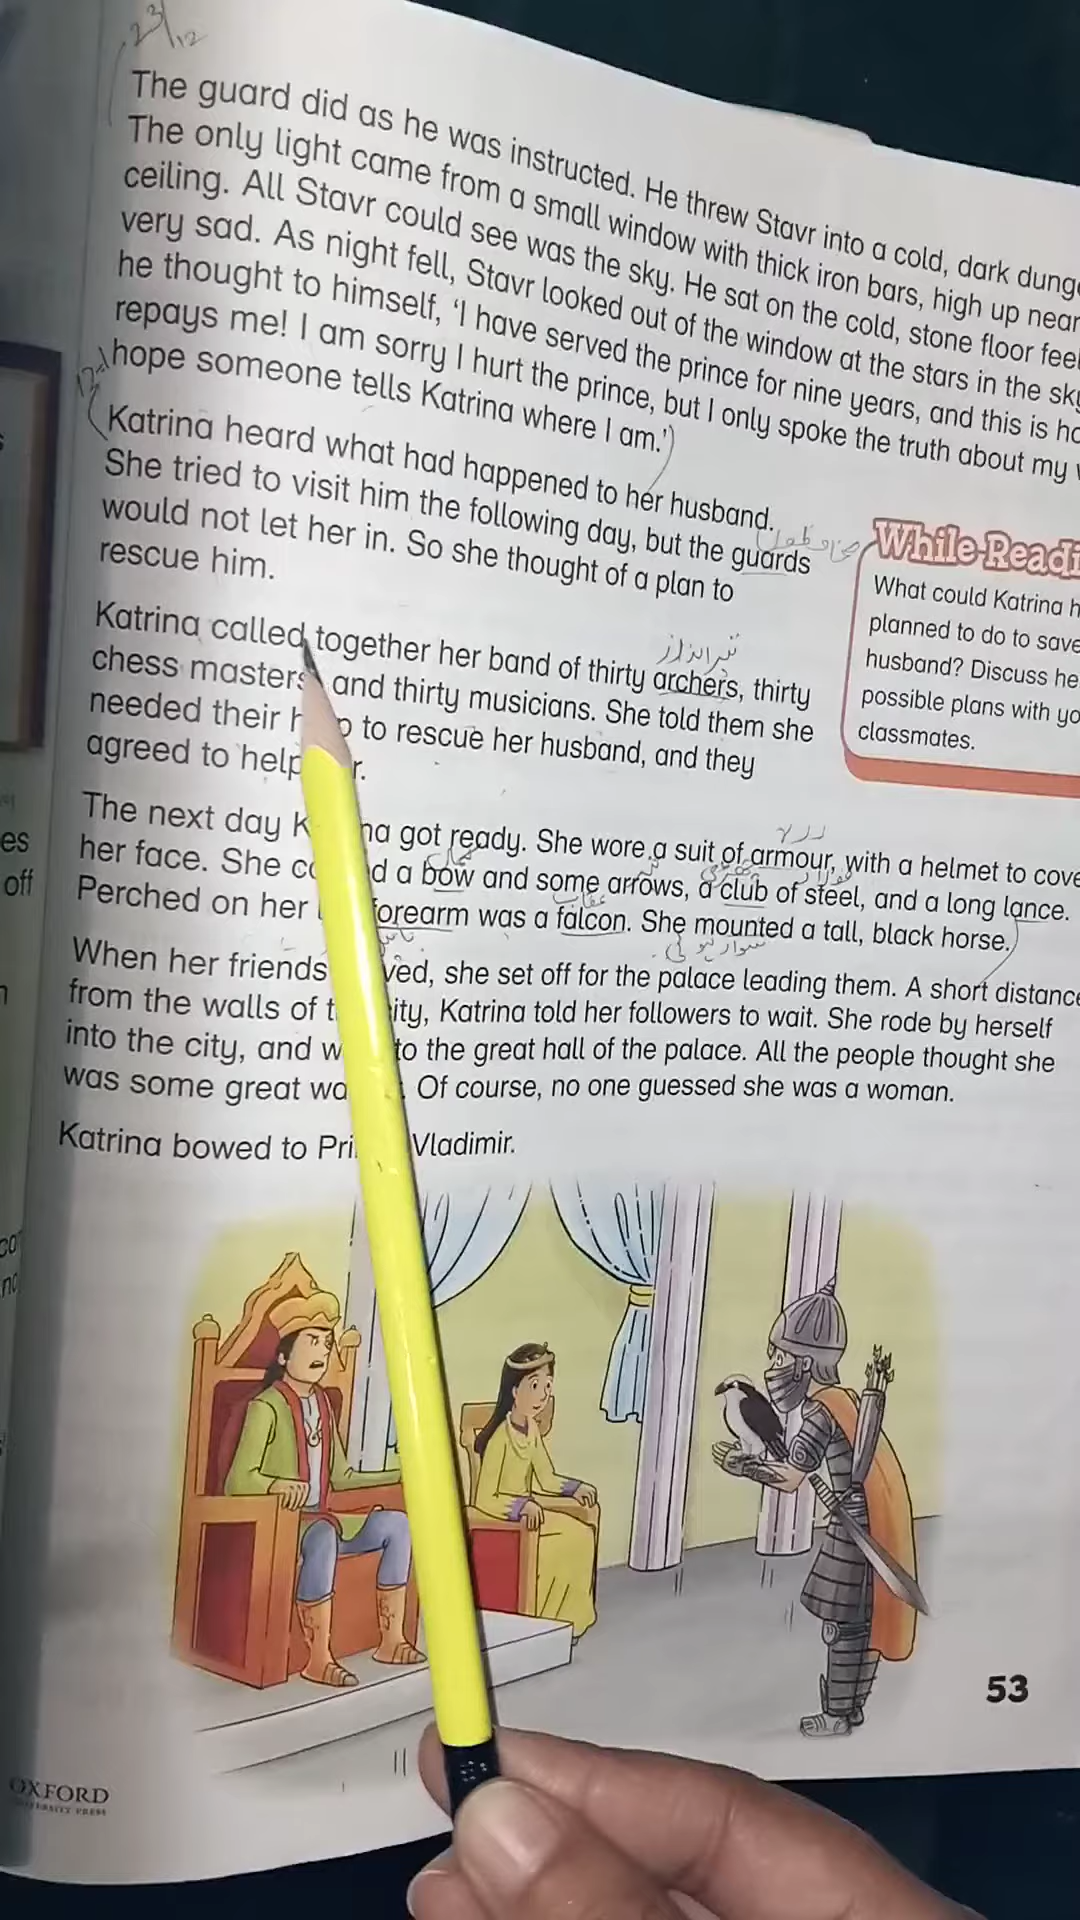 23/12
The guard did as he was instructed. He threw Stavr into a cold, dark dung
The only light came from a small window with thick iron bars, high up near
ceiling. All Stavr could see was the sky. He sat on the cold, stone floor feel
very sad. As night fell, Stavr looked out of the window at the stars in the sky
he thought to himself, ‘I have served the prince for nine years, and this is ho
repays me! I am sorry I hurt the prince, but I only spoke the truth about my
hope someone tells Katrina where I am.’
Katrina heard what had happened to her husband.
She tried to visit him the following day, but the guards
would not let her in. So she thought of a plan to
rescue him.
While-Readi
What could Katrina h
planned to do to save
husband? Discuss he
possible plans with yo
classmates.
تیرانداز
Katrina called together her band of thirty archers, thirty
chess masters and thirty musicians. She told them she
needed their h p to rescue her husband, and they
agreed to help r.
The next day K na got ready. She wore a suit of armour, with a helmet to cove
her face. She c d a bow and some arrows, a club of steel, and a long lance.
Perched on her forearm was a falcon. She mounted a tall, black horse.
When her friends ved, she set off for the palace leading them. A short distance
from the walls of t ity, Katrina told her followers to wait. She rode by herself
into the city, and w to the great hall of the palace. All the people thought she
was some great wa . Of course, no one guessed she was a woman.
Katrina bowed to Pri Vladimir.
53
OXFORD
UNIVERSITY PRESS
es
off